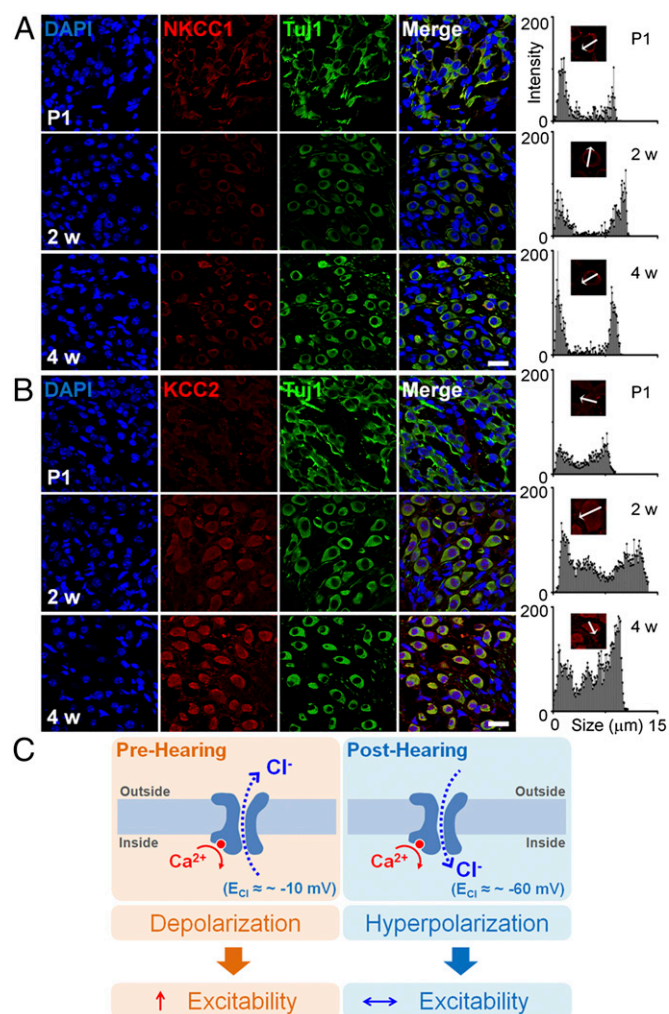 A
DAPI NKCC1 Tuj1 Merge
P1
2 w
4 w
200
Intensity
0
P1
200
0
2 w
200
0
4 w
B
DAPI KCC2 Tuj1 Merge
P1
2 w
4 w
200
0
P1
200
0
2 w
200
0
4 w
0 Size (μm) 15
C
Pre-Hearing Post-Hearing
Cl-
Outside Outside
Inside Inside
Ca2+ Ca2+
Cl-
(ECl ≈ ~ -10 mV) (ECl ≈ ~ -60 mV)
Depolarization Hyperpolarization
↑ Excitability ↔ Excitability